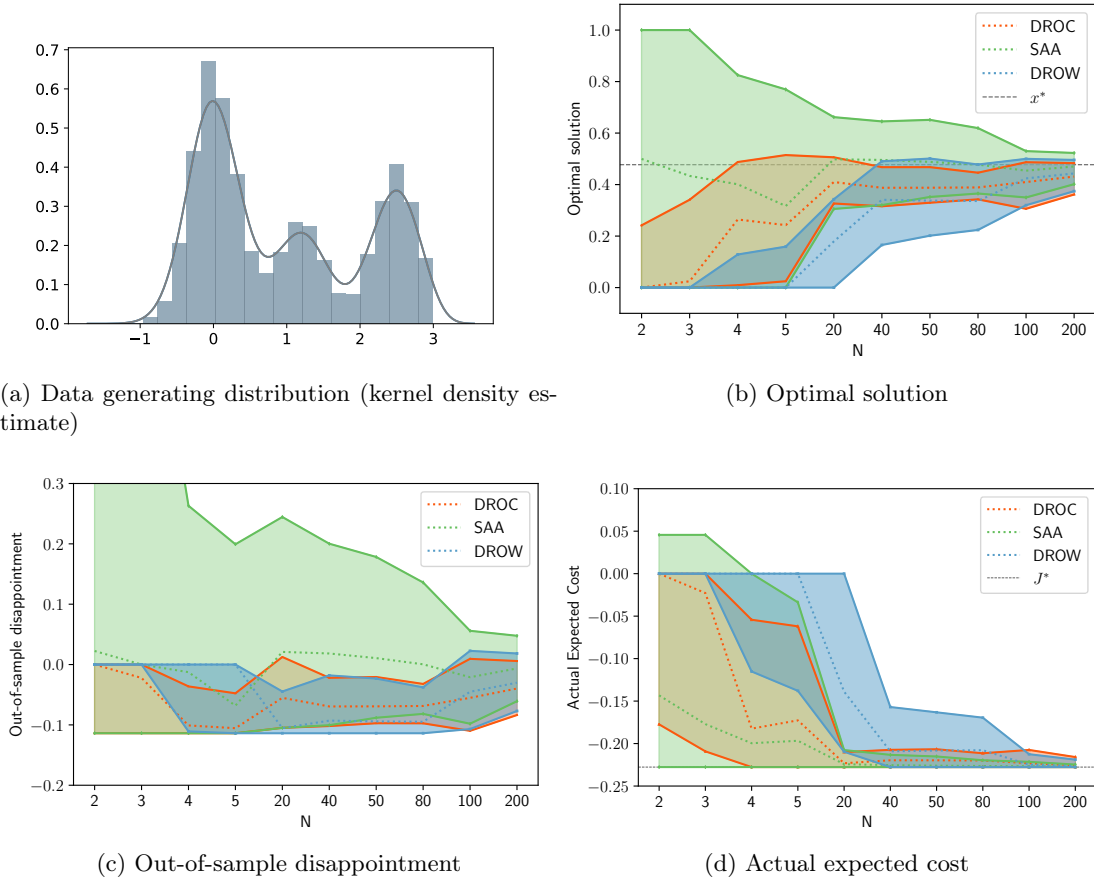 0.7
0.6
0.5
0.4
0.3
0.2
0.1
0.0
−1 0 1 2 3
(a) Data generating distribution (kernel density es-
timate)
Optimal solution
1.0
0.8
0.6
0.4
0.2
0.0
DROC
SAA
DROW
x*
2 3 4 5 20 40 50 80 100 200
N
(b) Optimal solution
Out-of-sample disappointment
0.3
0.2
0.1
0.0
−0.1
−0.2
DROC
SAA
DROW
2 3 4 5 20 40 50 80 100 200
N
(c) Out-of-sample disappointment
Actual Expected Cost
0.10
0.05
0.00
−0.05
−0.10
−0.15
−0.20
−0.25
DROC
SAA
DROW
J*
2 3 4 5 20 40 50 80 100 200
N
(d) Actual expected cost